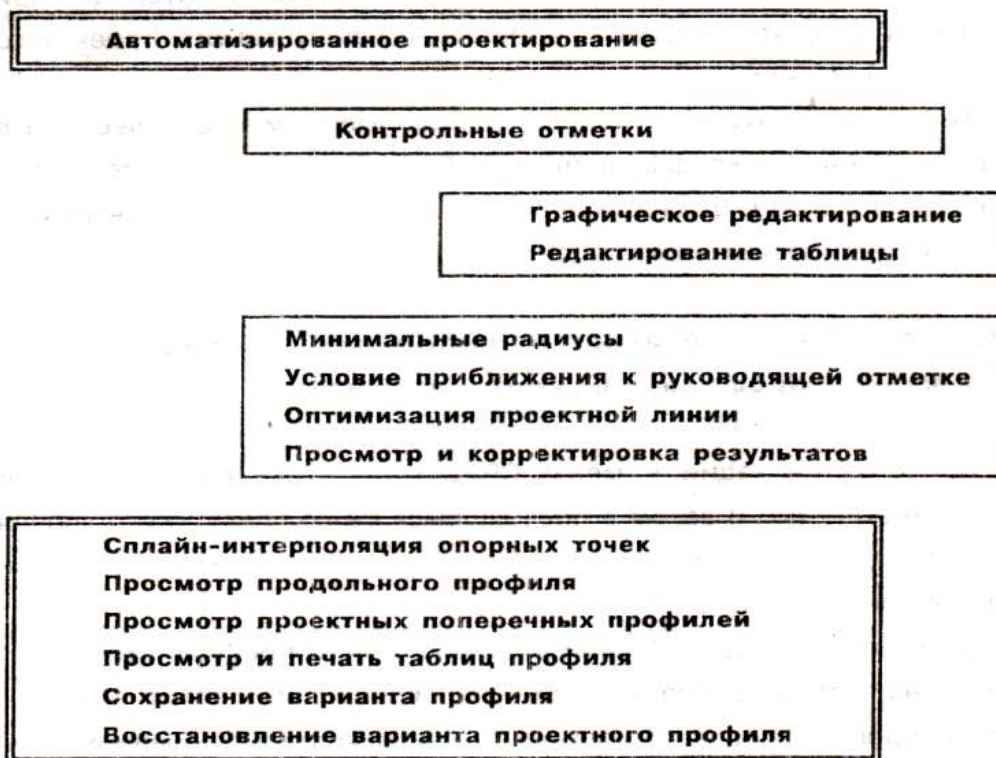 Автоматизированное проектирование
Контрольные отметки
Графическое редактирование
Редактирование таблицы
Минимальные радиусы
Условие приближения к руководящей отметке
Оптимизация проектной линии
Просмотр и корректировка результатов
Сплайн-интерполяция опорных точек
Просмотр продольного профиля
Просмотр проектных поперечных профилей
Просмотр и печать таблиц профиля
Сохранение варианта профиля
Восстановление варианта проектного профиля